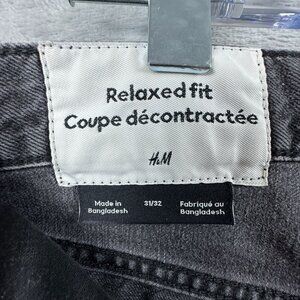 Relaxed fit
Coupe décontractée
H&M
Made in
Bangladesh
31/32
Fabriqué au
Bangladesh